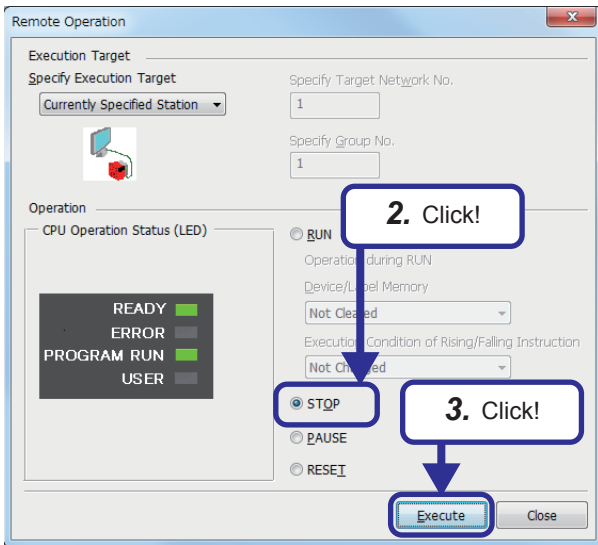 Remote Operation
Execution Target
Specify Execution Target
Currently Specified Station
Specify Target Network No.
1
Specify Group No.
1
Operation
CPU Operation Status (LED)
READY
ERROR
PROGRAM RUN
USER
2. Click!
RUN
Operation during RUN
Device/Label Memory
Not Cleared
Execution Condition of Rising/Falling Instruction
Not Changed
STOP
3. Click!
PAUSE
RESET
Execute
Close